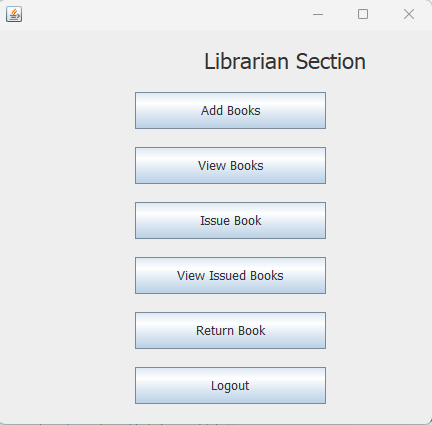 Librarian Section
Add Books
View Books
Issue Book
View Issued Books
Return Book
Logout